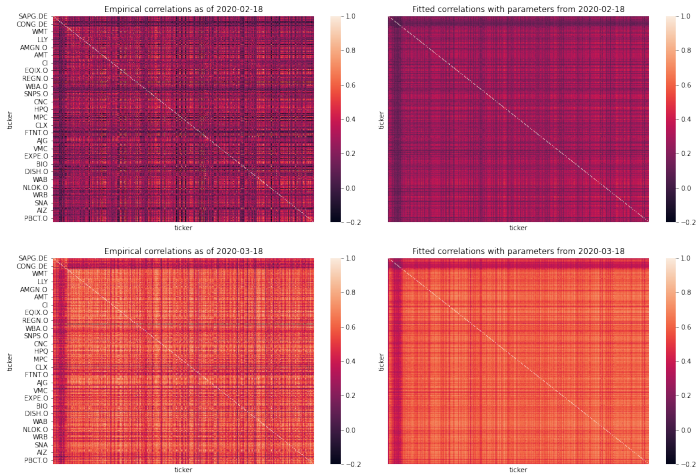 Empirical correlations as of 2020-02-18
SAPG.DE
CONG.DE
WMT
LLY
AMGN.O
AMT
CI
EQIX.O
REGN.O
WBA.O
SNPS.O
CNC
HPQ
MPC
CLX
FTNT.O
AJG
VMC
EXPE.O
BIO
DISH.O
WAB
NLOK.O
WRB
SNA
AIZ
PBCT.O
ticker
ticker
1.0
0.8
0.6
0.4
0.2
0.0
−0.2
Fitted correlations with parameters from 2020-02-18
ticker
ticker
1.0
0.8
0.6
0.4
0.2
0.0
−0.2
Empirical correlations as of 2020-03-18
SAPG.DE
CONG.DE
WMT
LLY
AMGN.O
AMT
CI
EQIX.O
REGN.O
WBA.O
SNPS.O
CNC
HPQ
MPC
CLX
FTNT.O
AJG
VMC
EXPE.O
BIO
DISH.O
WAB
NLOK.O
WRB
SNA
AIZ
PBCT.O
ticker
ticker
1.0
0.8
0.6
0.4
0.2
0.0
−0.2
Fitted correlations with parameters from 2020-03-18
ticker
ticker
1.0
0.8
0.6
0.4
0.2
0.0
−0.2